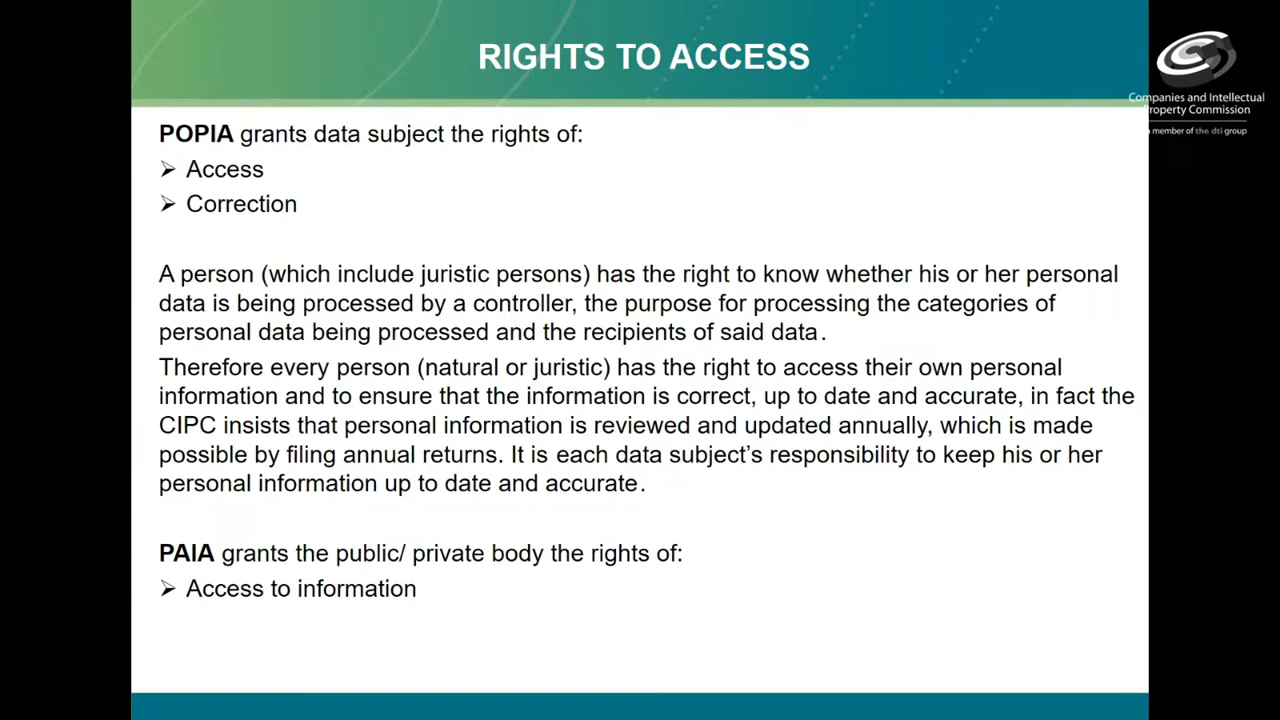 RIGHTS TO ACCESS
Companies and Intellectual
Property Commission
a member of the dti group
POPIA grants data subject the rights of:
➢ Access
➢ Correction
A person (which include juristic persons) has the right to know whether his or her personal
data is being processed by a controller, the purpose for processing the categories of
personal data being processed and the recipients of said data.
Therefore every person (natural or juristic) has the right to access their own personal
information and to ensure that the information is correct, up to date and accurate, in fact the
CIPC insists that personal information is reviewed and updated annually, which is made
possible by filing annual returns. It is each data subject’s responsibility to keep his or her
personal information up to date and accurate.
PAIA grants the public/ private body the rights of:
➢ Access to information